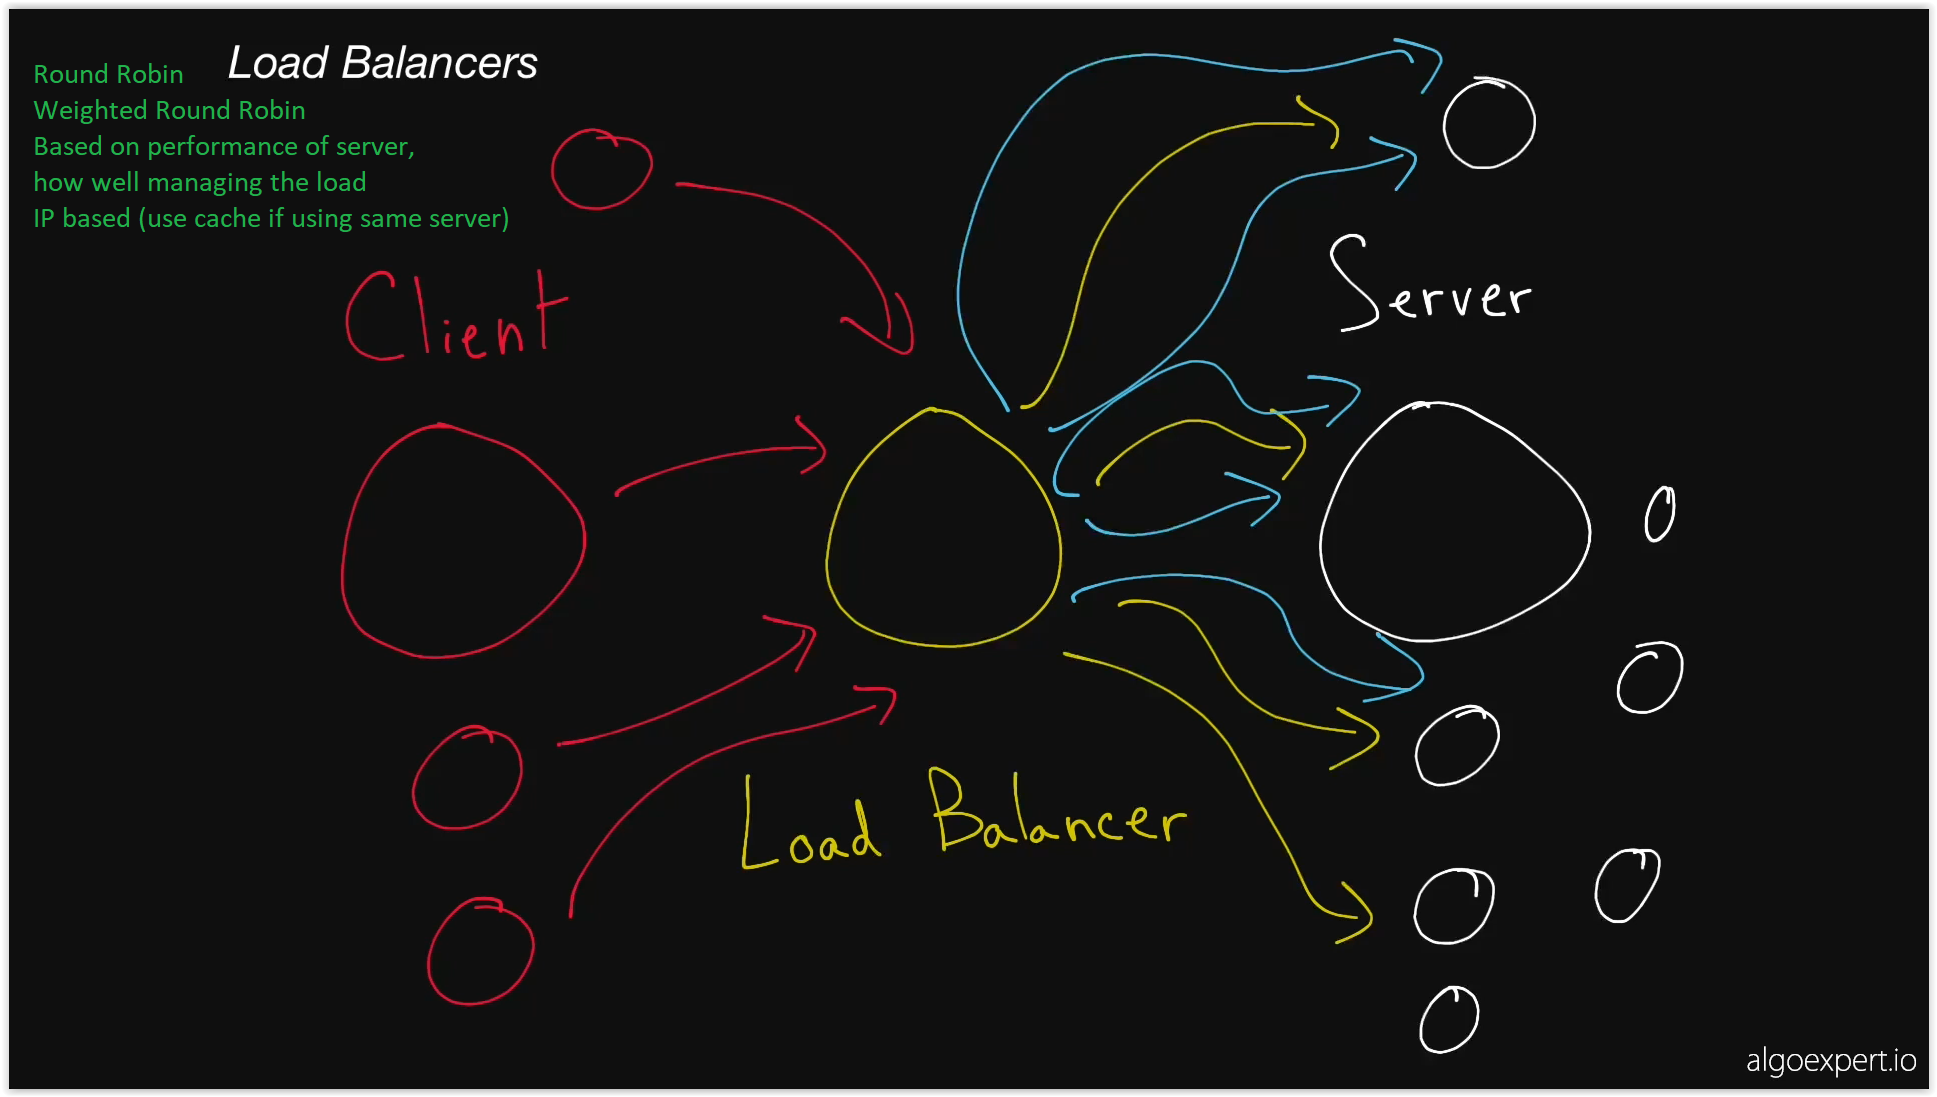 Load Balancers
Round Robin
Weighted Round Robin
Based on performance of server,
how well managing the load
IP based (use cache if using same server)
Client
Server
Load Balancer
algoexpert.io